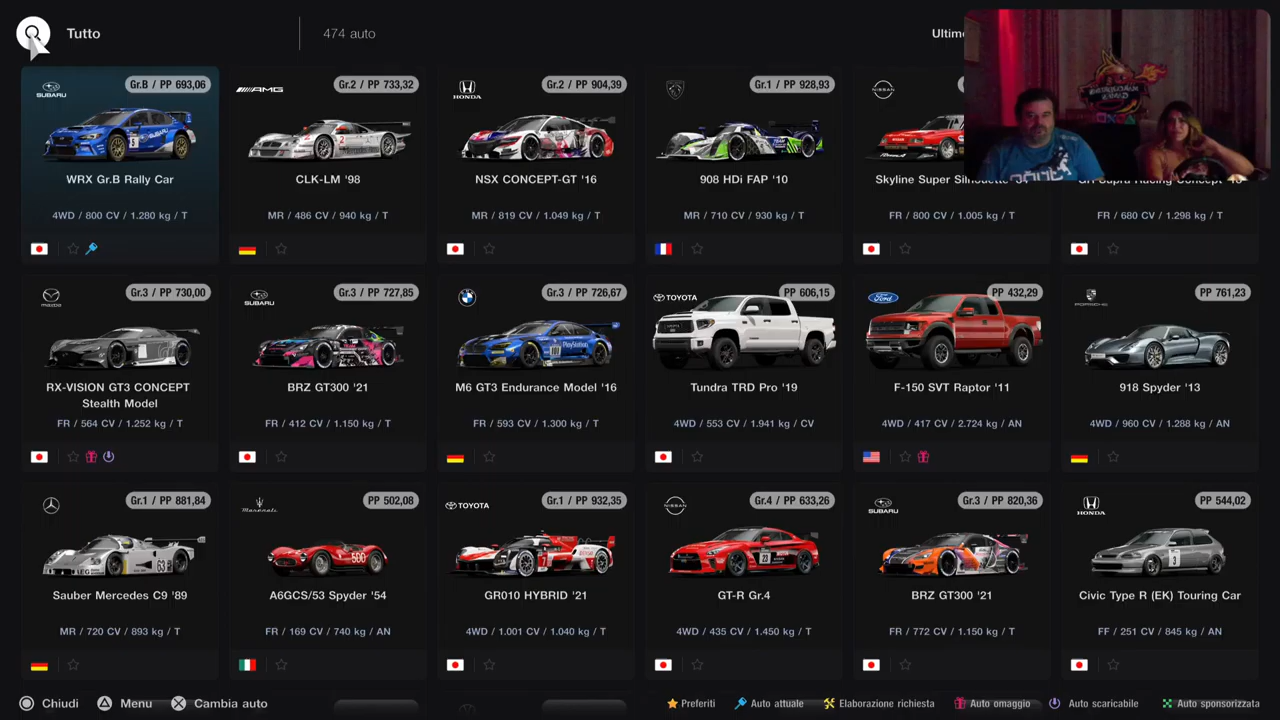 Tutto
474 auto
Ultime
SUBARU
Gr.B / PP 693,06
WRX Gr.B Rally Car
4WD / 800 CV / 1.280 kg / T
AMG
Gr.2 / PP 733,32
CLK-LM '98
MR / 486 CV / 940 kg / T
HONDA
Gr.2 / PP 904,39
NSX CONCEPT-GT '16
MR / 819 CV / 1.049 kg / T
Gr.1 / PP 928,93
908 HDi FAP '10
MR / 710 CV / 930 kg / T
NISSAN
Skyline Super Silhouette
FR / 800 CV / 1.005 kg / T
FR / 680 CV / 1.298 kg / T
mazda
Gr.3 / PP 730,00
RX-VISION GT3 CONCEPT
Stealth Model
FR / 564 CV / 1.252 kg / T
SUBARU
Gr.3 / PP 727,85
BRZ GT300 '21
FR / 412 CV / 1.150 kg / T
Gr.3 / PP 726,67
M6 GT3 Endurance Model '16
FR / 593 CV / 1.300 kg / T
TOYOTA
PP 606,15
Tundra TRD Pro '19
4WD / 553 CV / 1.941 kg / CV
Ford
PP 432,29
F-150 SVT Raptor '11
4WD / 417 CV / 2.724 kg / AN
PORSCHE
PP 761,23
918 Spyder '13
4WD / 960 CV / 1.288 kg / AN
Gr.1 / PP 881,84
Sauber Mercedes C9 '89
MR / 720 CV / 893 kg / T
Maserati
PP 502,08
A6GCS/53 Spyder '54
FR / 169 CV / 740 kg / AN
TOYOTA
Gr.1 / PP 932,35
GR010 HYBRID '21
4WD / 1.001 CV / 1.040 kg / T
NISSAN
Gr.4 / PP 633,26
GT-R Gr.4
4WD / 435 CV / 1.450 kg / T
SUBARU
Gr.3 / PP 820,36
BRZ GT300 '21
FR / 772 CV / 1.150 kg / T
HONDA
PP 544,02
Civic Type R (EK) Touring Car
FF / 251 CV / 845 kg / AN
Chiudi
Menu
Cambia auto
Preferiti
Auto attuale
Elaborazione richiesta
Auto omaggio
Auto scaricabile
Auto sponsorizzata